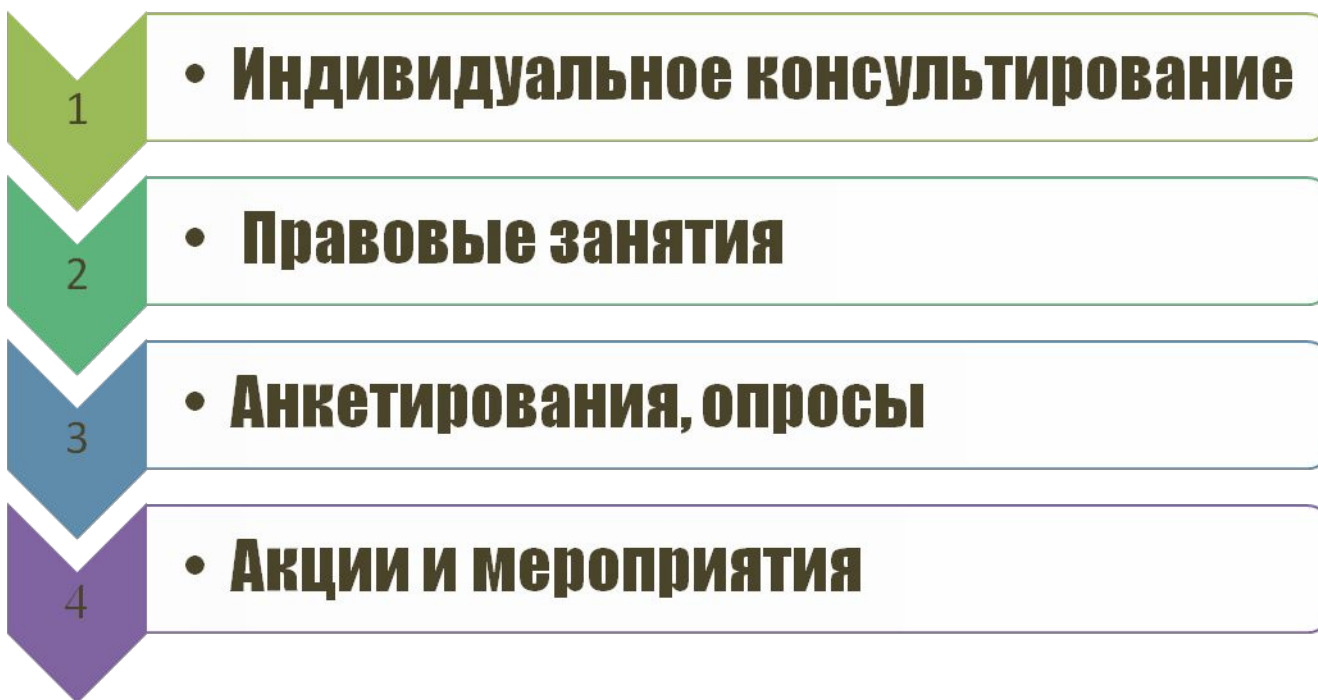 1
• Индивидуальное консультирование
2
• Правовые занятия
3
• Анкетирования, опросы
4
• Акции и мероприятия